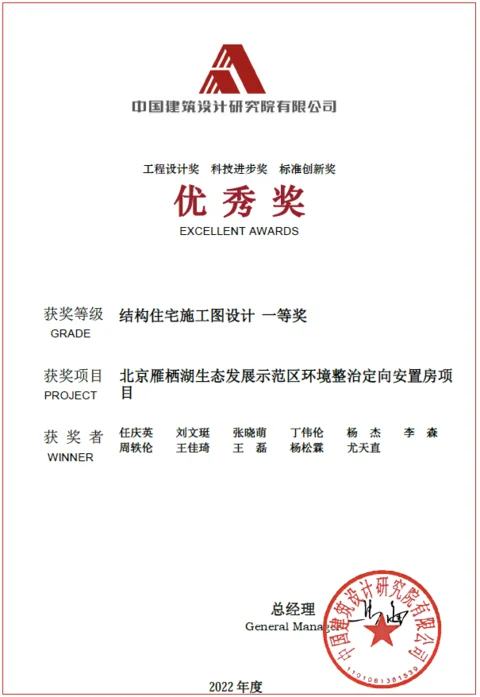 中国建筑设计研究院有限公司
工程设计奖 科技进步奖 标准创新奖
优秀奖
EXCELLENT AWARDS
获奖等级 结构住宅施工图设计 一等奖
GRADE
获奖项目 北京雁栖湖生态发展示范区环境整治定向安置房项
PROJECT 目
获奖者 任庆英 刘文珽 张晓萌 丁伟伦 杨杰 李森
WINNER 周轶伦 王佳琦 王磊 杨松霖 尤天直
总经理
General Manager
中国建筑设计研究院有限公司
2022 年度